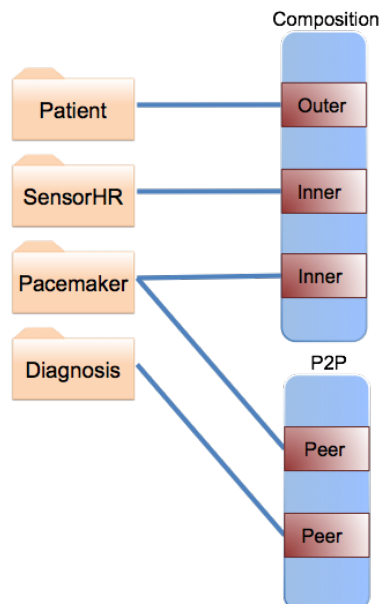 Composition
Patient
Outer
SensorHR
Inner
Pacemaker
Inner
Diagnosis
P2P
Peer
Peer